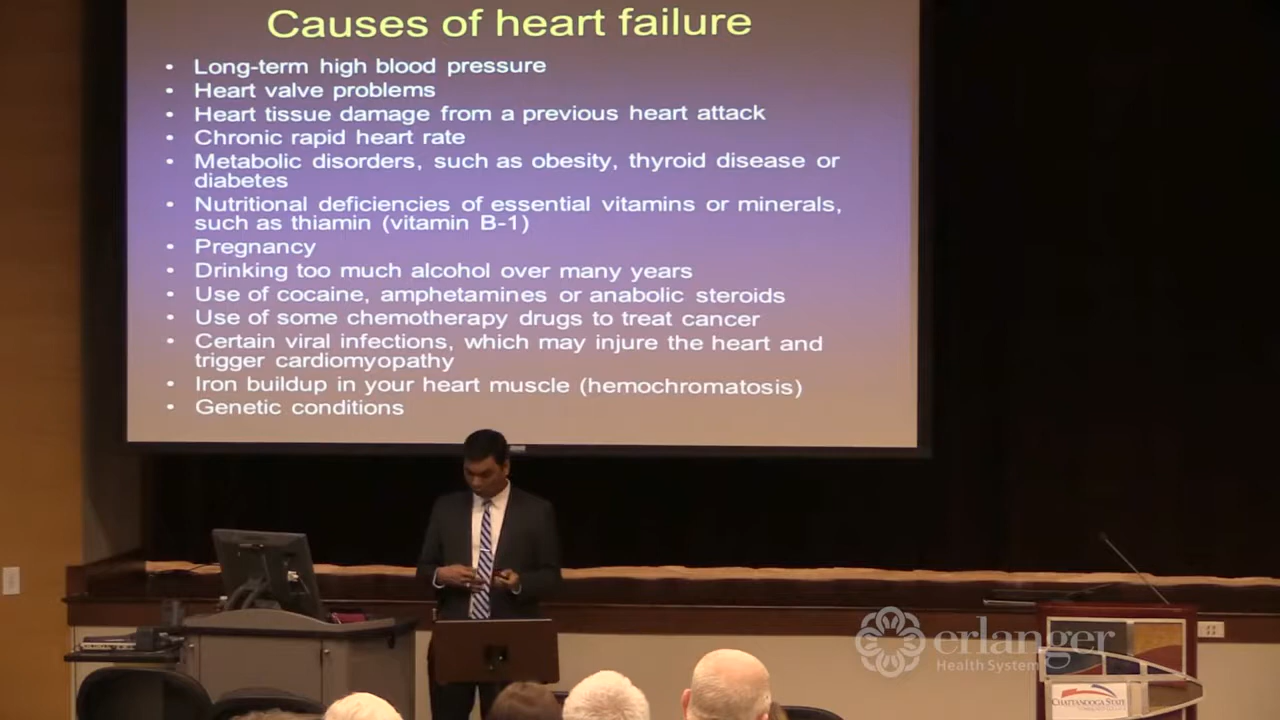 Causes of heart failure
• Long-term high blood pressure
• Heart valve problems
• Heart tissue damage from a previous heart attack
• Chronic rapid heart rate
• Metabolic disorders, such as obesity, thyroid disease or
diabetes
• Nutritional deficiencies of essential vitamins or minerals,
such as thiamin (vitamin B-1)
• Pregnancy
• Drinking too much alcohol over many years
• Use of cocaine, amphetamines or anabolic steroids
• Use of some chemotherapy drugs to treat cancer
• Certain viral infections, which may injure the heart and
trigger cardiomyopathy
• Iron buildup in your heart muscle (hemochromatosis)
• Genetic conditions
erlanger
Health System
CHATTANOOGA STATE